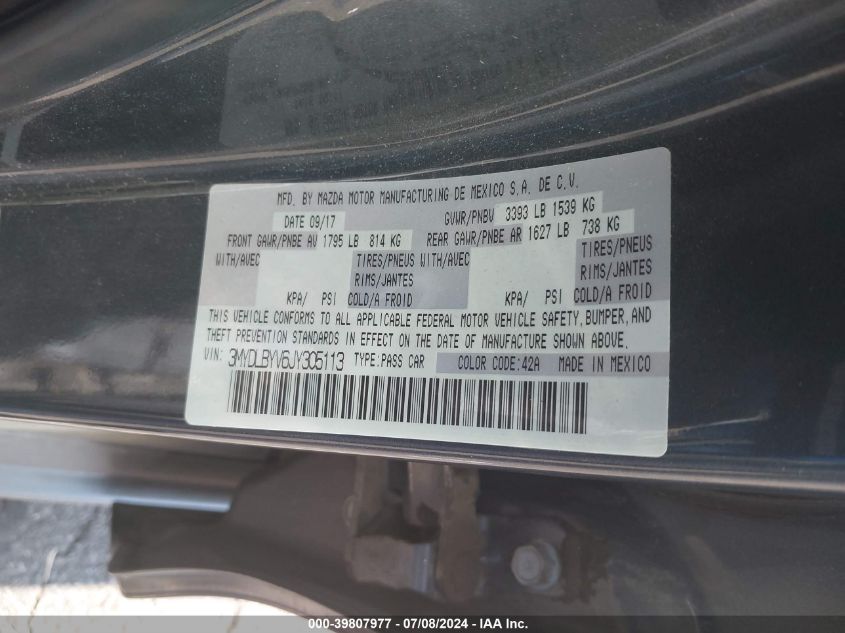 MFD. BY MAZDA MOTOR MANUFACTURING DE MEXICO S.A. DE C.V.
DATE 09/17 GVWR/PNBV 3393 LB 1539 KG
FRONT GAWR/PNBE AV 1795 LB 814 KG REAR GAWR/PNBE AR 1627 LB 738 KG
WITH/AVEC TIRES/PNEUS WITH/AVEC TIRES/PNEUS
RIMS/JANTES RIMS/JANTES
KPA/ PSI COLD/A FROID KPA/ PSI COLD/A FROID
THIS VEHICLE CONFORMS TO ALL APPLICABLE FEDERAL MOTOR VEHICLE SAFETY, BUMPER, AND
THEFT PREVENTION STANDARDS IN EFFECT ON THE DATE OF MANUFACTURE SHOWN ABOVE.
VIN: 3MYDLBYV6JY305113 TYPE:PASS CAR COLOR CODE:42A MADE IN MEXICO
000-39807977 - 07/08/2024 - IAA Inc.